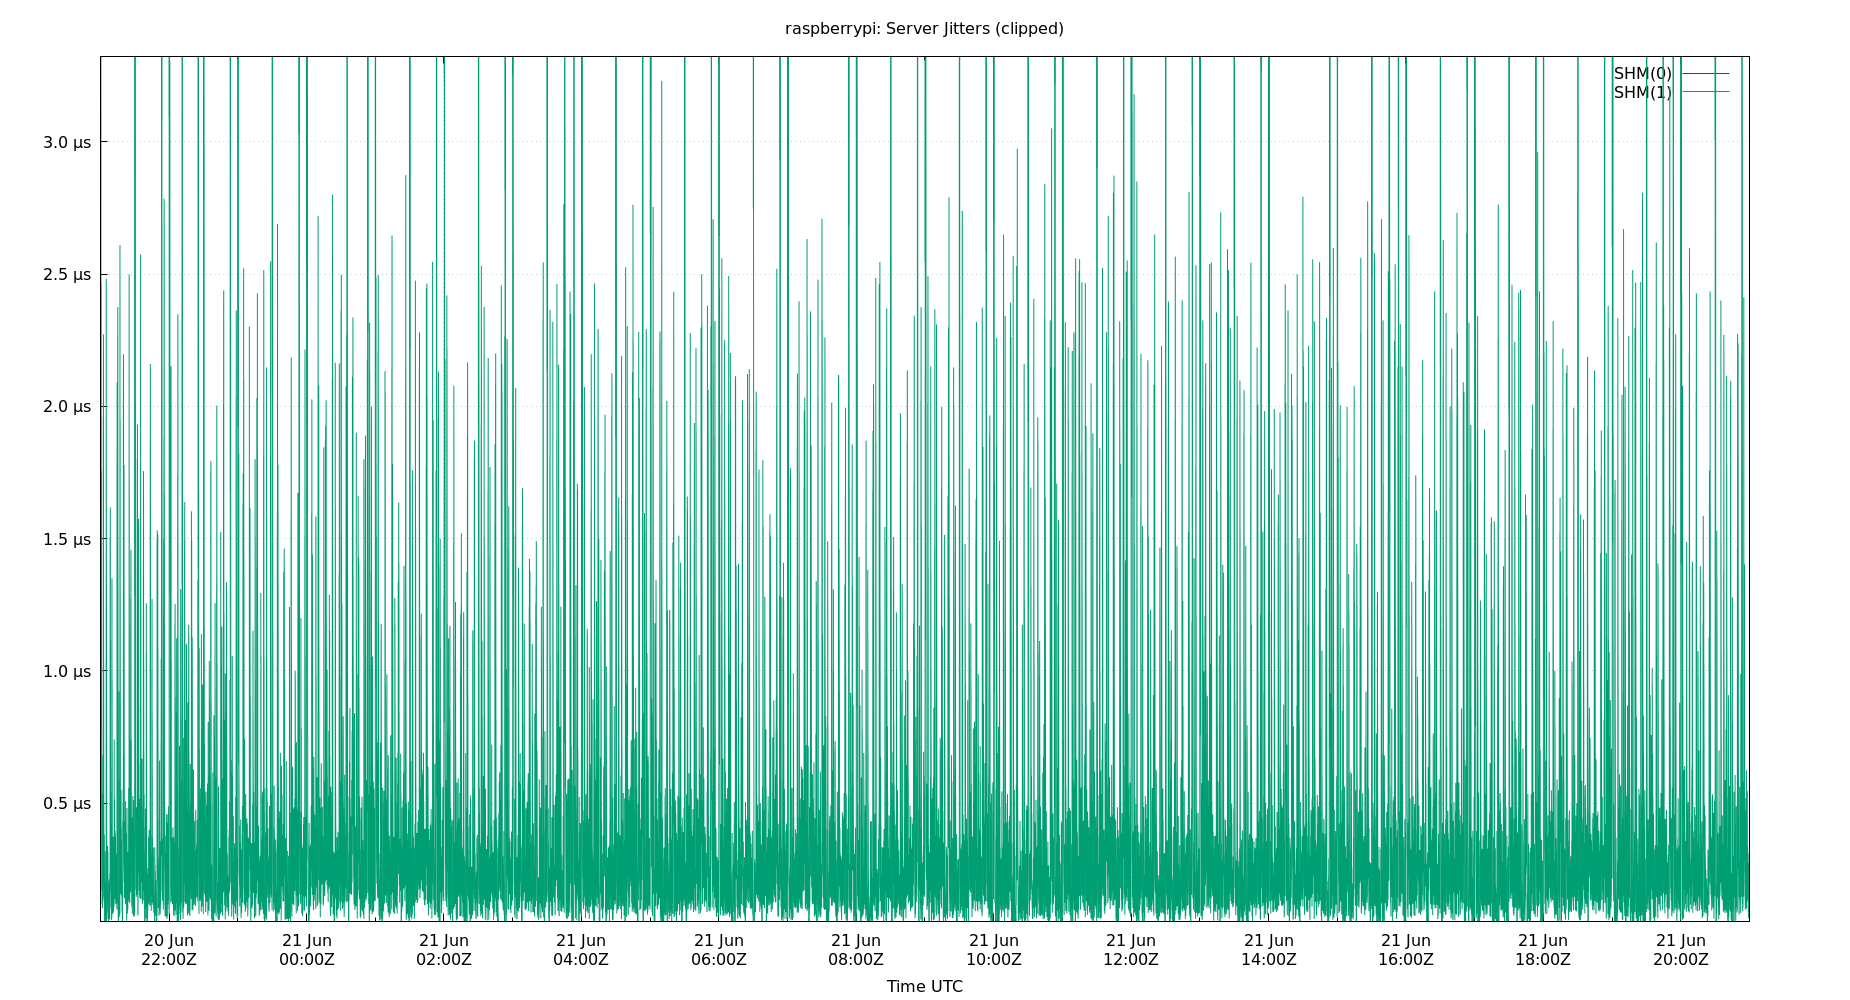 raspberrypi: Server Jitters (clipped)
SHM(0)
SHM(1)
3.0 µs
2.5 µs
2.0 µs
1.5 µs
1.0 µs
0.5 µs
20 Jun 21 Jun 21 Jun 21 Jun 21 Jun 21 Jun 21 Jun 21 Jun 21 Jun 21 Jun 21 Jun 21 Jun
22:00Z 00:00Z 02:00Z 04:00Z 06:00Z 08:00Z 10:00Z 12:00Z 14:00Z 16:00Z 18:00Z 20:00Z
Time UTC